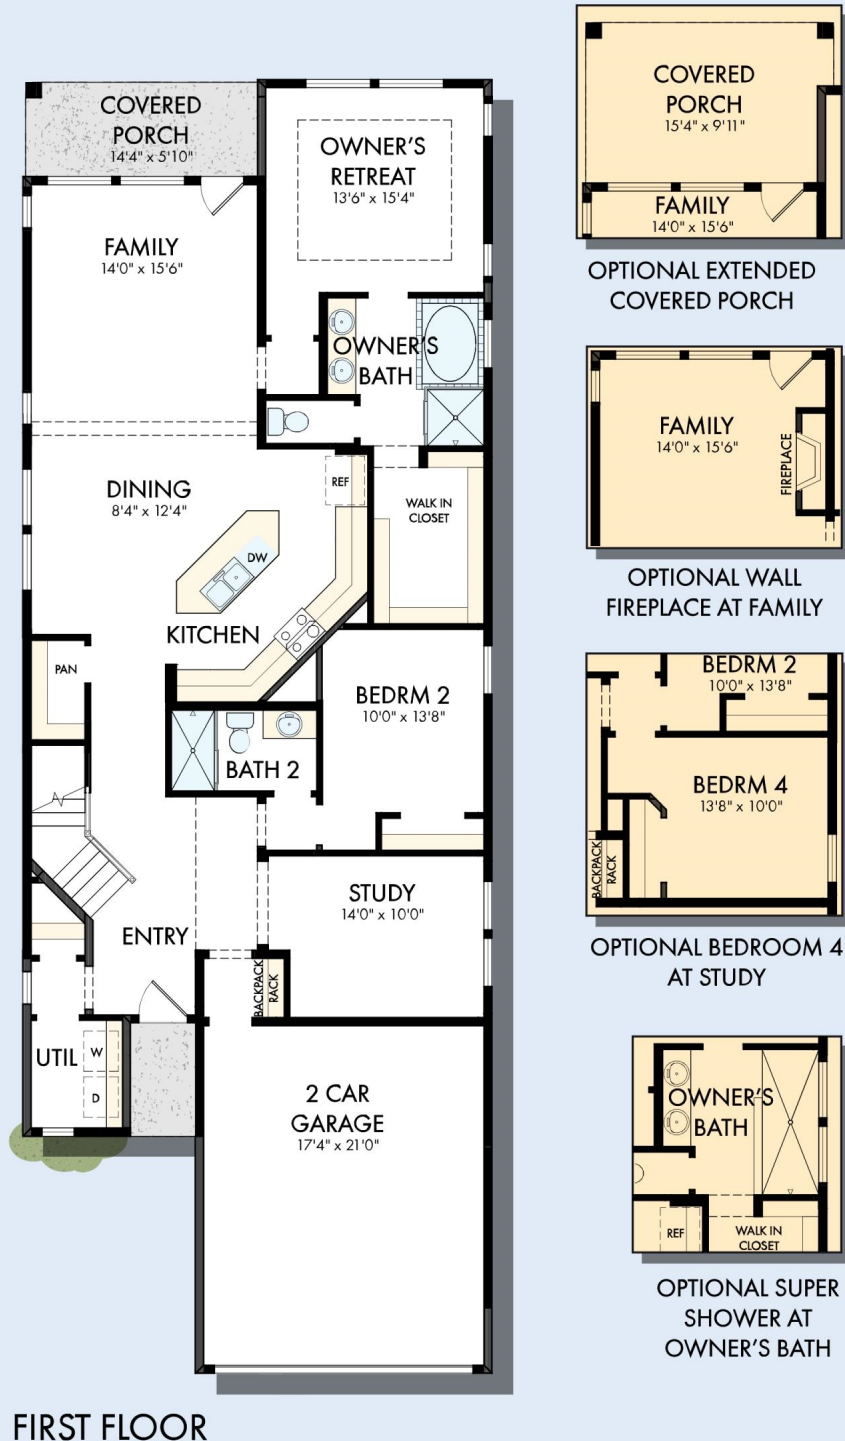 COVERED
PORCH
14'4" x 5'10"
OWNER'S
RETREAT
13'6" x 15'4"
FAMILY
14'0" x 15'6"
OWNER'S
BATH
DINING
8'4" x 12'4"
REF
WALK IN
CLOSET
DW
KITCHEN
PAN
BEDRM 2
10'0" x 13'8"
BATH 2
STUDY
14'0" x 10'0"
ENTRY
BACKPACK
RACK
UTIL
W
D
2 CAR
GARAGE
17'4" x 21'0"
FIRST FLOOR
COVERED
PORCH
15'4" x 9'11"
FAMILY
14'0" x 15'6"
OPTIONAL EXTENDED
COVERED PORCH
FAMILY
14'0" x 15'6"
FIREPLACE
OPTIONAL WALL
FIREPLACE AT FAMILY
BEDRM 2
10'0" x 13'8"
BEDRM 4
13'8" x 10'0"
BACKPACK
RACK
OPTIONAL BEDROOM 4
AT STUDY
OWNER'S
BATH
REF
WALK IN
CLOSET
OPTIONAL SUPER
SHOWER AT
OWNER'S BATH